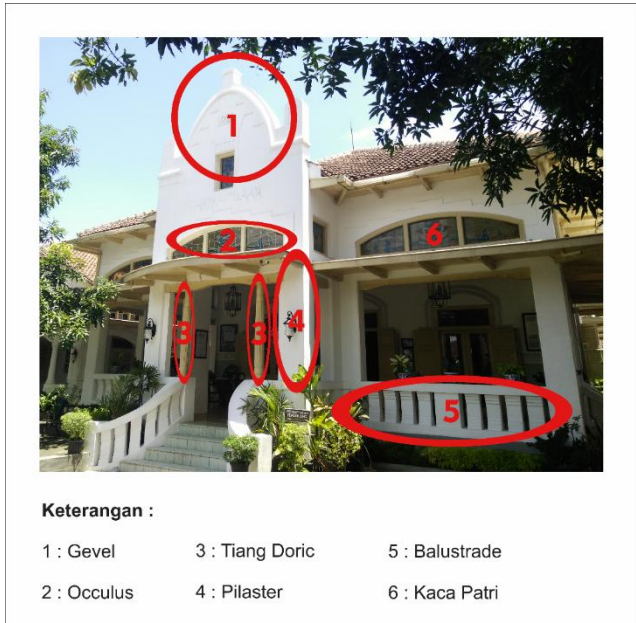 1
2
6
3
3
4
5
Keterangan :
1 : Gevel
3 : Tiang Doric
5 : Balustrade
2 : Occulus
4 : Pilaster
6 : Kaca Patri